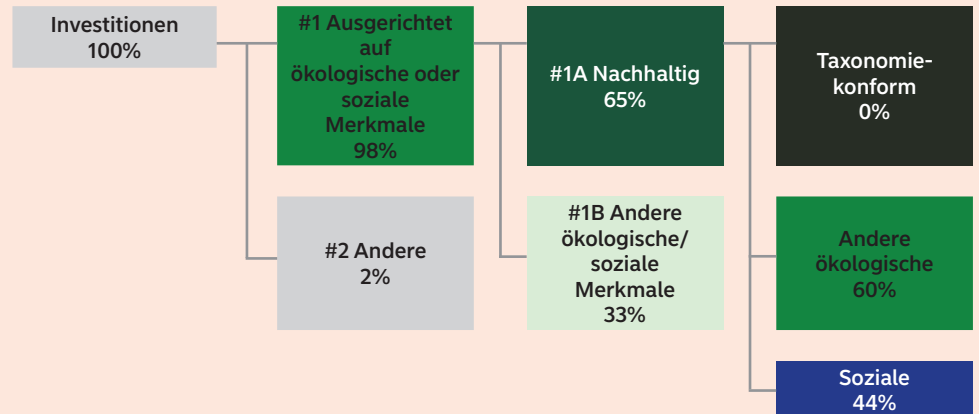 Investitionen
100%
#1 Ausgerichtet
auf
ökologische oder
soziale
Merkmale
98%
#1A Nachhaltig
65%
Taxonomie-
konform
0%
#2 Andere
2%
#1B Andere
ökologische/
soziale
Merkmale
33%
Andere
ökologische
60%
Soziale
44%